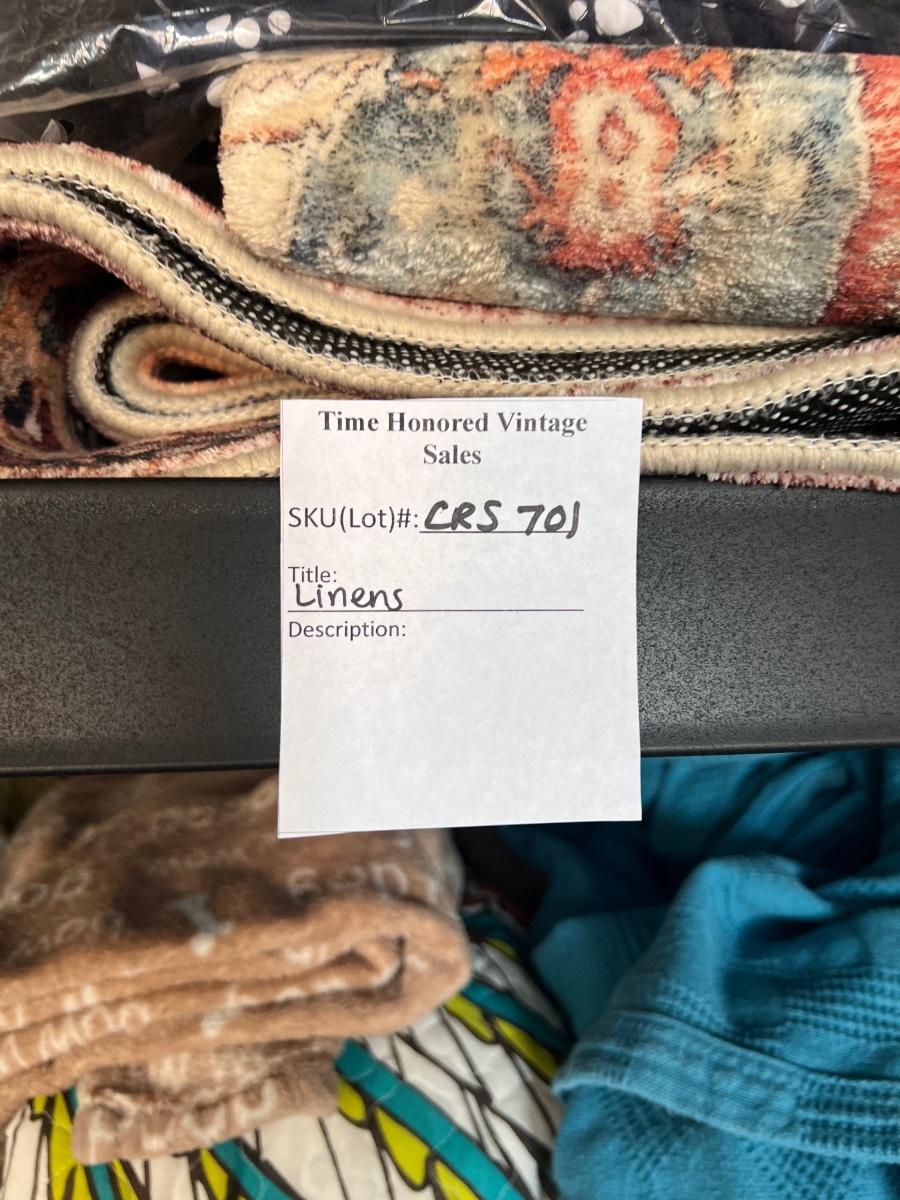 Time Honored Vintage
Sales
SKU(Lot)#: CRS 701
Title:
Linens
Description: